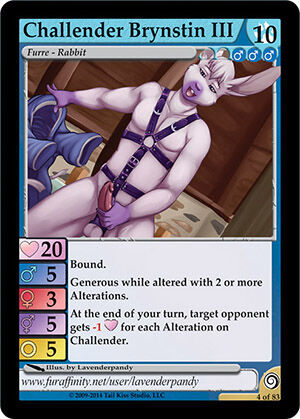 Challender Brynstin III
10
Furre - Rabbit
20
5
3
5
5
Bound.
Generous while altered with 2 or more
Alterations.
At the end of your turn, target opponent
gets -1 for each Alteration on
Challender.
Illus. by Lavenderpandy
www.furaffinity.net/user/lavenderpandy
© 2009-2014 Tail Kiss Studio, LLC
4 of 83